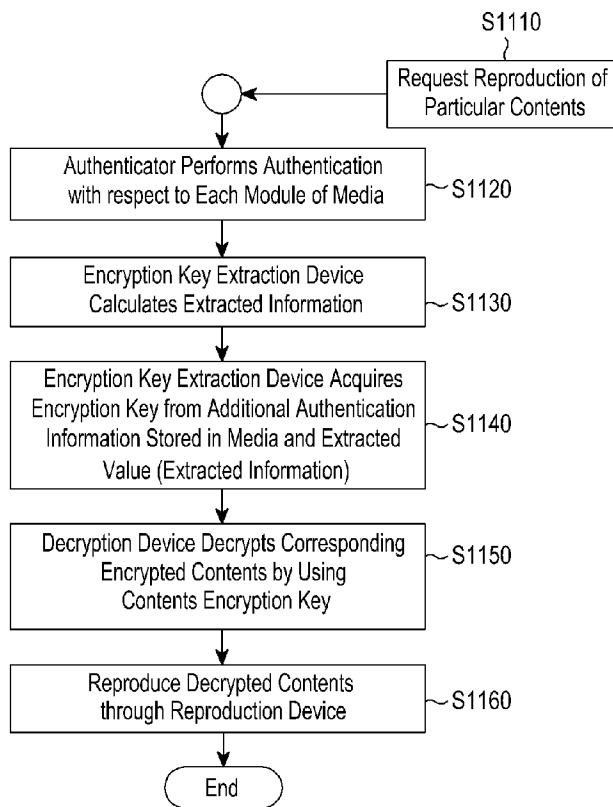 S1110
Request Reproduction of
Particular Contents
Authenticator Performs Authentication
with respect to Each Module of Media
S1120
Encryption Key Extraction Device
Calculates Extracted Information
S1130
Encryption Key Extraction Device Acquires
Encryption Key from Additional Authentication
Information Stored in Media and Extracted
Value (Extracted Information)
S1140
Decryption Device Decrypts Corresponding
Encrypted Contents by Using
Contents Encryption Key
S1150
Reproduce Decrypted Contents
through Reproduction Device
S1160
End